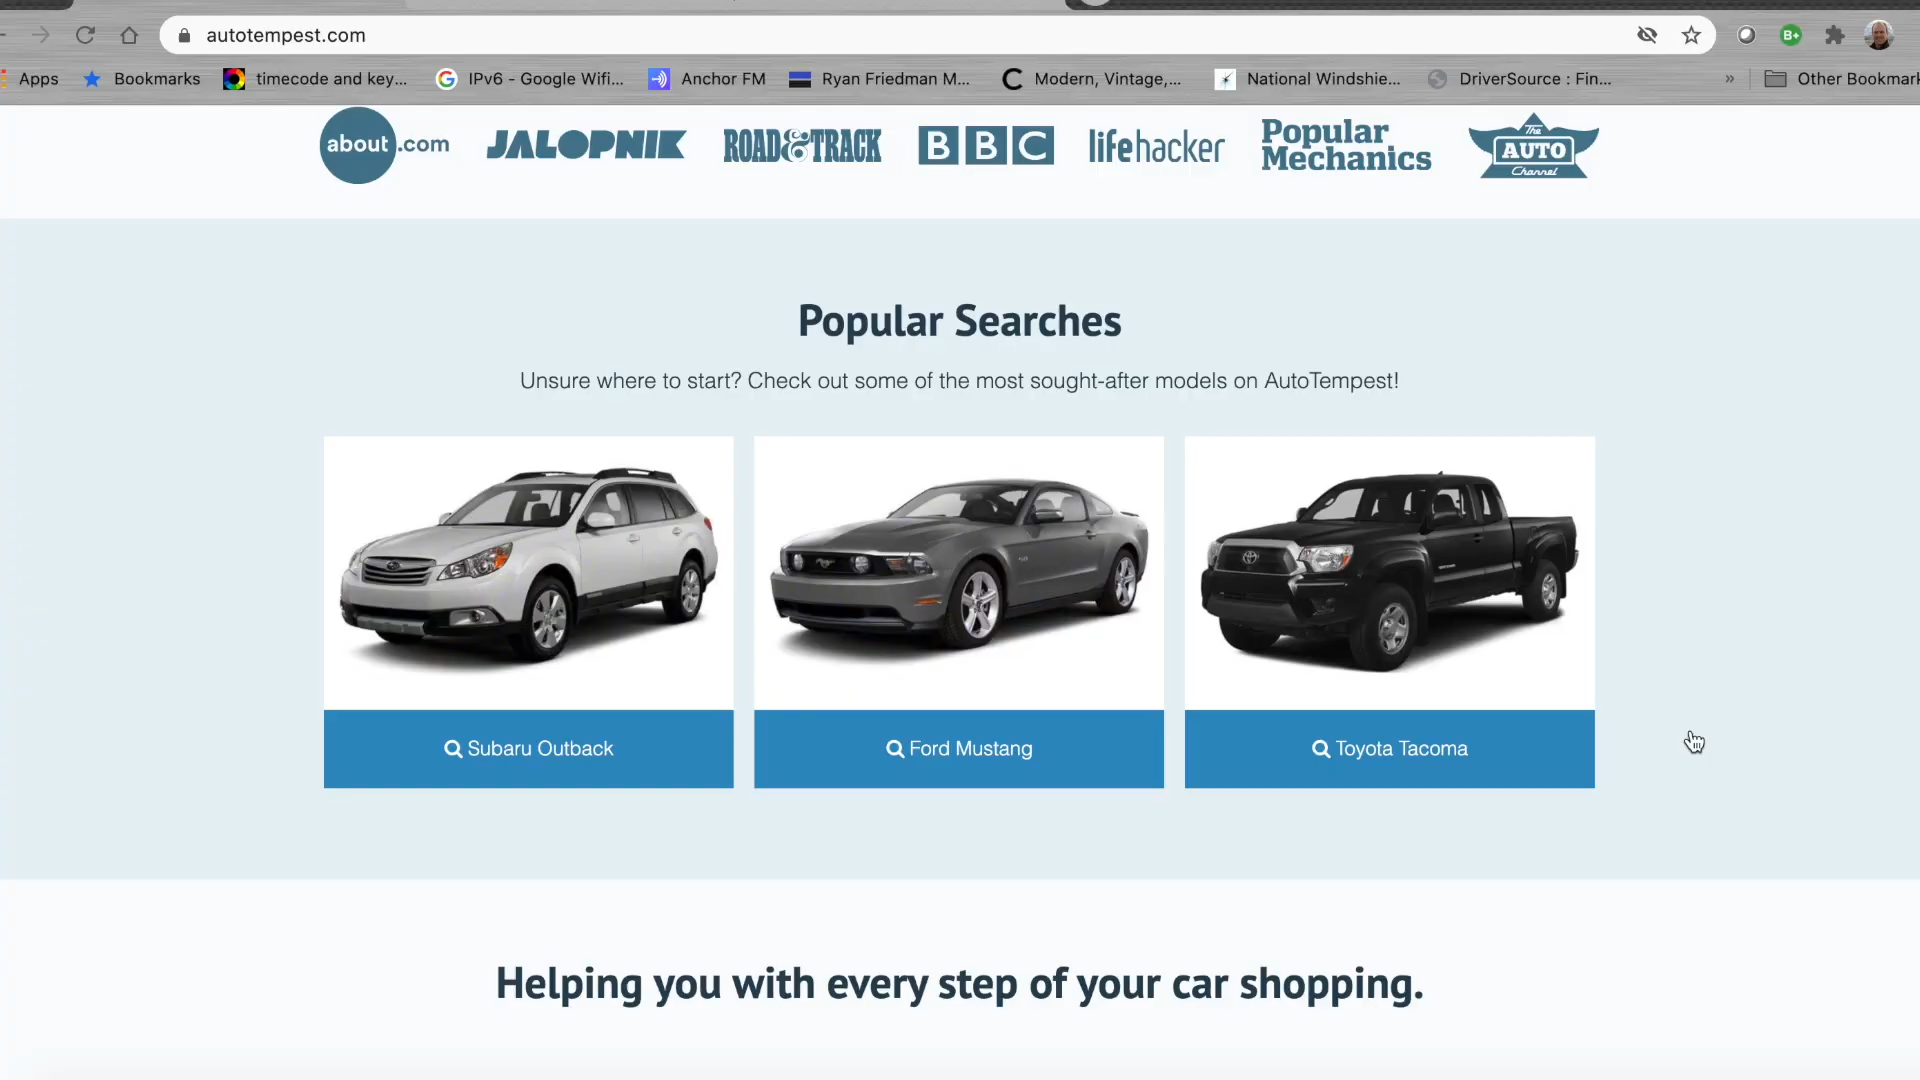 autotempest.com
B+
Apps
Bookmarks
timecode and key...
IPv6 - Google Wifi...
Anchor FM
Ryan Friedman M...
Modern, Vintage,...
National Windshie...
DriverSource : Fin...
»
Other Bookmark
about.com
JALOPNIK
ROAD & TRACK
BBC
lifehacker
Popular
Mechanics
The
AUTO
Channel
Popular Searches
Unsure where to start? Check out some of the most sought-after models on AutoTempest!
Subaru Outback
Ford Mustang
Toyota Tacoma
Helping you with every step of your car shopping.